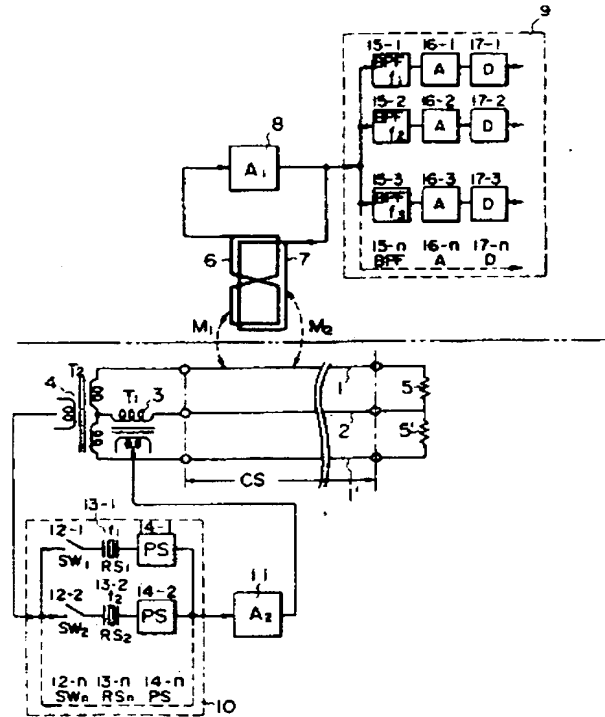 9
15-1 16-1 17-1
BPF f₁ A D
8
15-2 16-2 17-2
A₁
BPF f₂ A D
15-3 16-3 17-3
BPF f₃ A D
6 7
15-n 16-n 17-n
BPF A D
M₁ M₂
T₂
4
T₁ 3
1 5
2
5'
1'
CS
13-1
12-1 f₁ 14-1
PS
SW₁ RS₁
13-2
12-2 f₂ 14-2
11
PS
A₂
SW₂ RS₂
12-n 13-n 14-n
SWn RSn PS
10